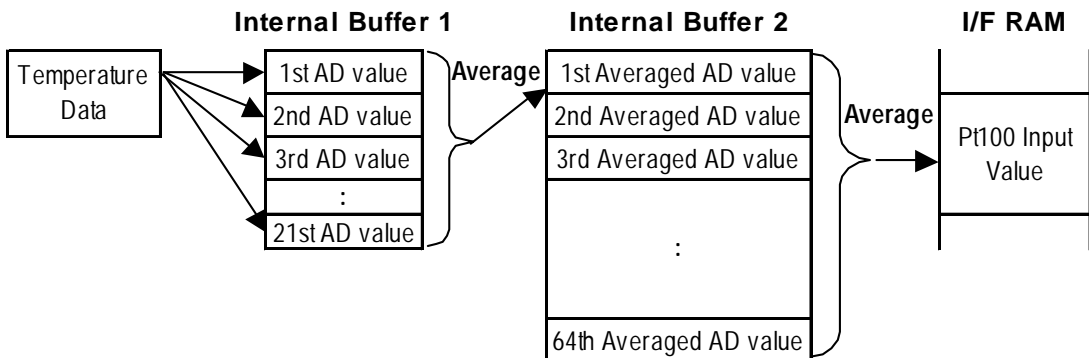 Internal Buffer 1
Internal Buffer 2
I/F RAM
Temperature
Data
1st AD value
2nd AD value
3rd AD value
:
21st AD value
Average
1st Averaged AD value
2nd Averaged AD value
3rd Averaged AD value
:
64th Averaged AD value
Average
Pt100 Input
Value